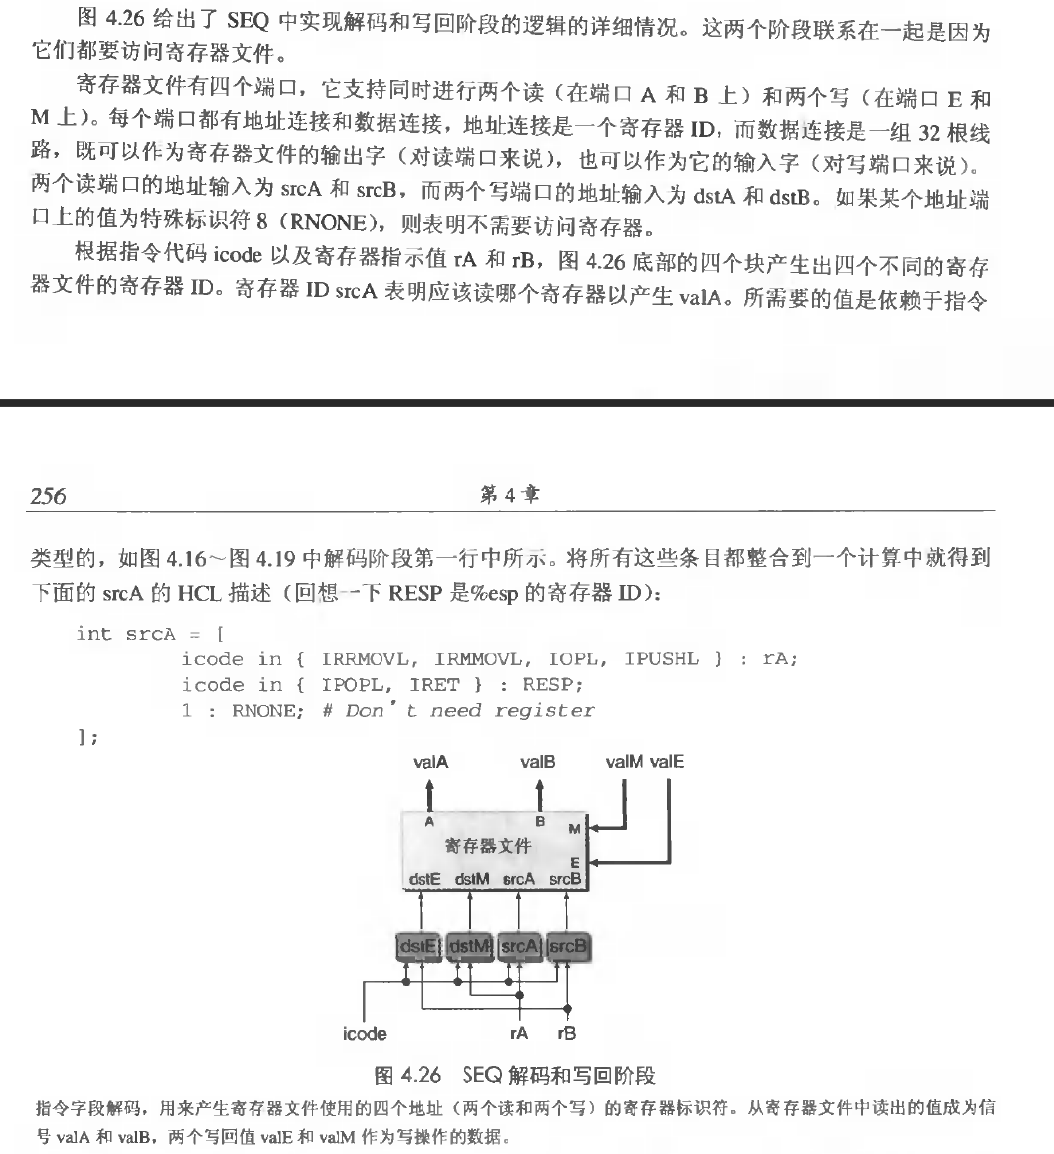 图 4.26 给出了 SEQ 中实现解码和写回阶段的逻辑的详细情况。这两个阶段联系在一起是因为
它们都要访问寄存器文件。
寄存器文件有四个端口，它支持同时进行两个读（在端口 A 和 B 上）和两个写（在端口 E 和
M 上）。每个端口都有地址连接和数据连接，地址连接是一个寄存器 ID，而数据连接是一组 32 根线
路，既可以作为寄存器文件的输出字（对读端口来说），也可以作为它的输入字（对写端口来说）。
两个读端口的地址输入为 srcA 和 srcB，而两个写端口的地址输入为 dstA 和 dstB。如果某个地址端
口上的值为特殊标识符 8（RNONE），则表明不需要访问寄存器。
根据指令代码 icode 以及寄存器指示值 rA 和 rB，图 4.26 底部的四个块产生出四个不同的寄存
器文件的寄存器 ID。寄存器 ID srcA 表明应该读哪个寄存器以产生 valA。所需要的值是依赖于指令
256 第 4 章
类型的，如图 4.16～图 4.19 中解码阶段第一行中所示。将所有这些条目都整合到一个计算中就得到
下面的 srcA 的 HCL 描述（回想一下 RESP 是%esp 的寄存器 ID）：
int srcA = [
icode in { IRRMOVL, IRMMOVL, IOPL, IPUSHL } : rA;
icode in { IPOPL, IRET } : RESP;
1 : RNONE; # Don't need register
];
valA valB valM valE
A B M
寄存器文件
E
dstE dstM srcA srcB
dstE dstM srcA srcB
icode rA rB
图 4.26 SEQ 解码和写回阶段
指令字段解码，用来产生寄存器文件使用的四个地址（两个读和两个写）的寄存器标识符。从寄存器文件中读出的值成为信
号 valA 和 valB，两个写回值 valE 和 valM 作为写操作的数据。